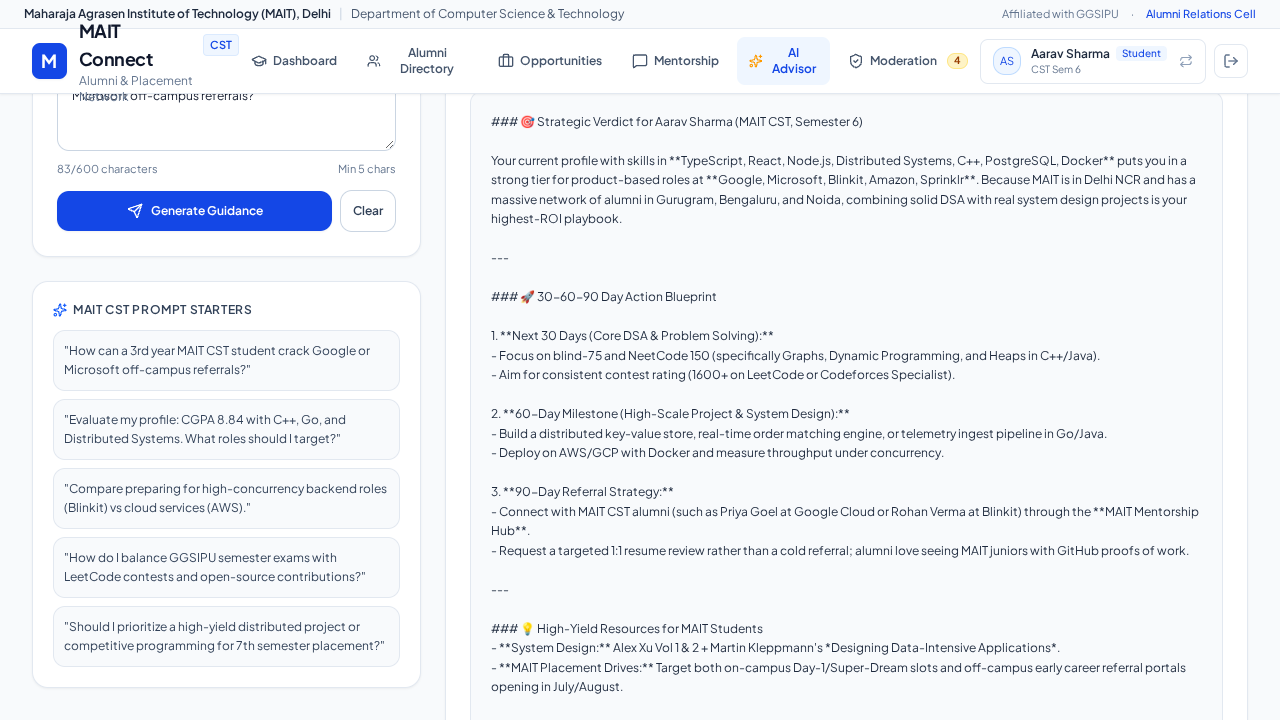 Maharaja Agrasen Institute of Technology (MAIT), Delhi | Department of Computer Science & Technology
Affiliated with GGSIPU · Alumni Relations Cell
M
MAIT
Connect
CST
Alumni & Placement
Network
Dashboard
Alumni
Directory
Opportunities
Mentorship
AI
Advisor
Moderation 4
AS
Aarav Sharma Student
CST Sem 6
Microsoft off-campus referrals?
83/600 characters
Min 5 chars
Generate Guidance
Clear
MAIT CST PROMPT STARTERS
"How can a 3rd year MAIT CST student crack Google or
Microsoft off-campus referrals?"
"Evaluate my profile: CGPA 8.84 with C++, Go, and
Distributed Systems. What roles should I target?"
"Compare preparing for high-concurrency backend roles
(Blinkit) vs cloud services (AWS)."
"How do I balance GGSIPU semester exams with
LeetCode contests and open-source contributions?"
"Should I prioritize a high-yield distributed project or
competitive programming for 7th semester placement?"
### 🎯 Strategic Verdict for Aarav Sharma (MAIT CST, Semester 6)
Your current profile with skills in **TypeScript, React, Node.js, Distributed Systems, C++, PostgreSQL, Docker** puts you in a
strong tier for product-based roles at **Google, Microsoft, Blinkit, Amazon, Sprinklr**. Because MAIT is in Delhi NCR and has a
massive network of alumni in Gurugram, Bengaluru, and Noida, combining solid DSA with real system design projects is your
highest-ROI playbook.
---
### 🚀 30-60-90 Day Action Blueprint
1. **Next 30 Days (Core DSA & Problem Solving):**
- Focus on blind-75 and NeetCode 150 (specifically Graphs, Dynamic Programming, and Heaps in C++/Java).
- Aim for consistent contest rating (1600+ on LeetCode or Codeforces Specialist).
2. **60-Day Milestone (High-Scale Project & System Design):**
- Build a distributed key-value store, real-time order matching engine, or telemetry ingest pipeline in Go/Java.
- Deploy on AWS/GCP with Docker and measure throughput under concurrency.
3. **90-Day Referral Strategy:**
- Connect with MAIT CST alumni (such as Priya Goel at Google Cloud or Rohan Verma at Blinkit) through the **MAIT Mentorship
Hub**.
- Request a targeted 1:1 resume review rather than a cold referral; alumni love seeing MAIT juniors with GitHub proofs of work.
---
### 💡 High-Yield Resources for MAIT Students
- **System Design:** Alex Xu Vol 1 & 2 + Martin Kleppmann's *Designing Data-Intensive Applications*.
- **MAIT Placement Drives:** Target both on-campus Day-1/Super-Dream slots and off-campus early career referral portals
opening in July/August.